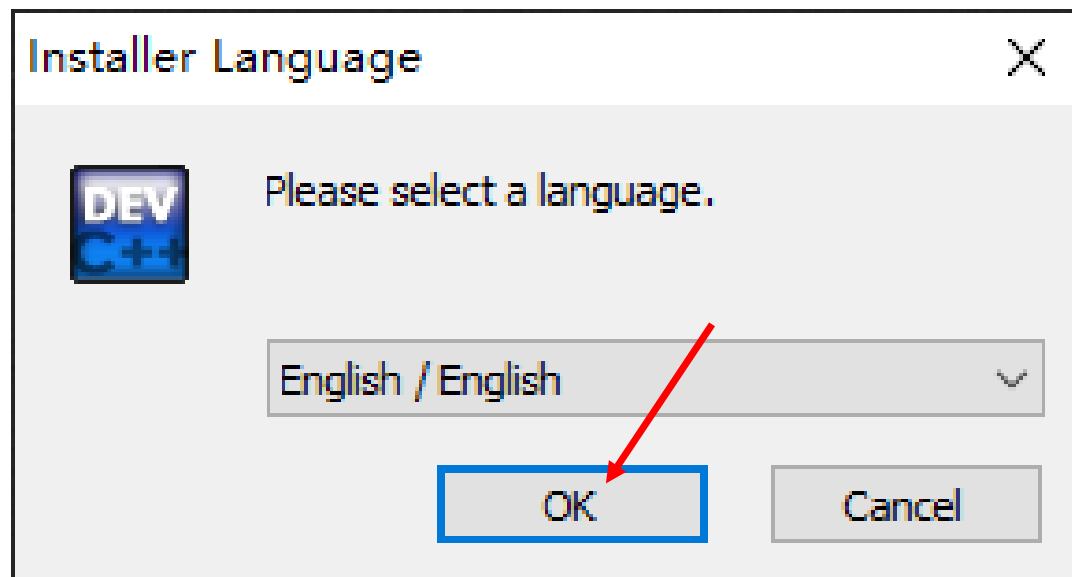 Installer Language
DEV
C++
Please select a language.
English / English
OK
Cancel